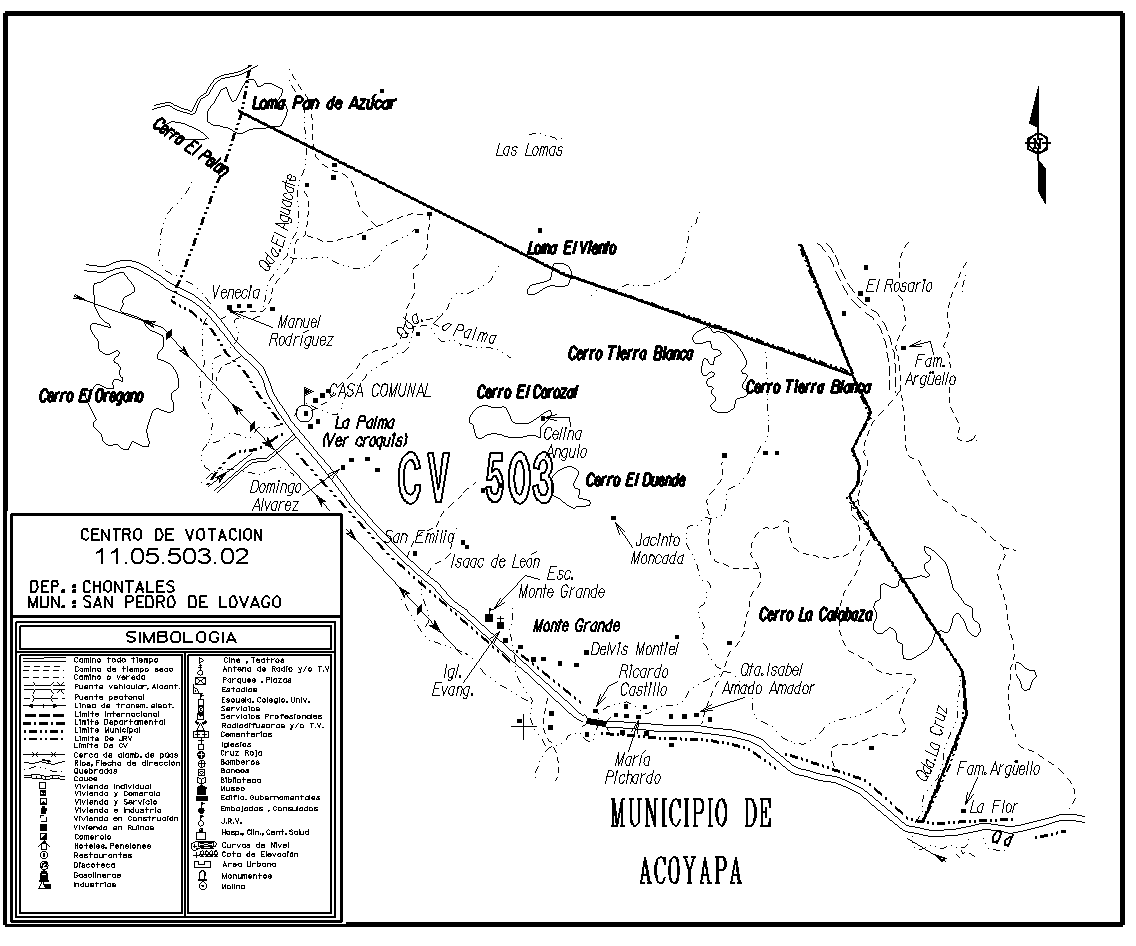 Loma Pan de Azúcar
Cerro El Palan
Las Lomas
Qda. El Aguacate
Loma El Viento
El Rosario
Venecia
Manuel
Rodríguez
Qda. La Palma
Cerro Tierra Blanca
Fam.
Argüello
Cerro El Oregano
CASA COMUNAL
Cerro El Carozal
Cerro Tierra Blanca
La Palma
(Ver croquis)
Celina
Angulo
CV 503
Cerro El Duende
Domingo
Alvarez
San Emilio
Isaac de León
Jacinto
Moncada
Esc.
Monte Grande
Monte Grande
Cerro La Calabaza
Delvis Montiel
Igl.
Evang.
Ricardo
Castillo
Qta. Isabel
Amado Amador
María
Pichardo
Qda. La Cruz
Fam. Argüello
La Flor
Qd
MUNICIPIO DE
ACOYAPA
CENTRO DE VOTACION
11.05.503.02
DEP. : CHONTALES
MUN. : SAN PEDRO DE LOVAGO
SIMBOLOGIA
Camino todo tiempo
Camino de tiempo seco
Camino o vereda
Puente vehicular, Alcant.
Puente peatonal
Linea de transm. elect.
Limite Internacional
Limite Departamental
Limite Municipal
Limite De JRV
Limite De CV
Cerca de alamb. de púas
Rios, Flecha de dirección
Quebradas
Cauce
Vivienda Individual
Vivienda y Comercio
Vivienda y Servicio
Vivienda e Industria
Vivienda en Construcción
Vivienda en Ruinas
Comercio
Hoteles, Pensiones
Restaurantes
Discoteca
Gasolineras
Industrias
Cine , Teatros
Antena de Radio y/o T.V
Parques , Plazas
Estadios
Escuela, Colegio, Univ.
Servicios
Servicios Profesionales
Radiodifusoras y/o T.V.
Cementerios
Iglesias
Cruz Roja
Bomberos
Bancos
Biblioteca
Museo
Edific. Gubernamentales
Embajadas , Consulados
J.R.V.
Hosp., Clin., Cent. Salud
Curvas de Nivel
Cota de Elevación
Area Urbana
Monumentos
Molino